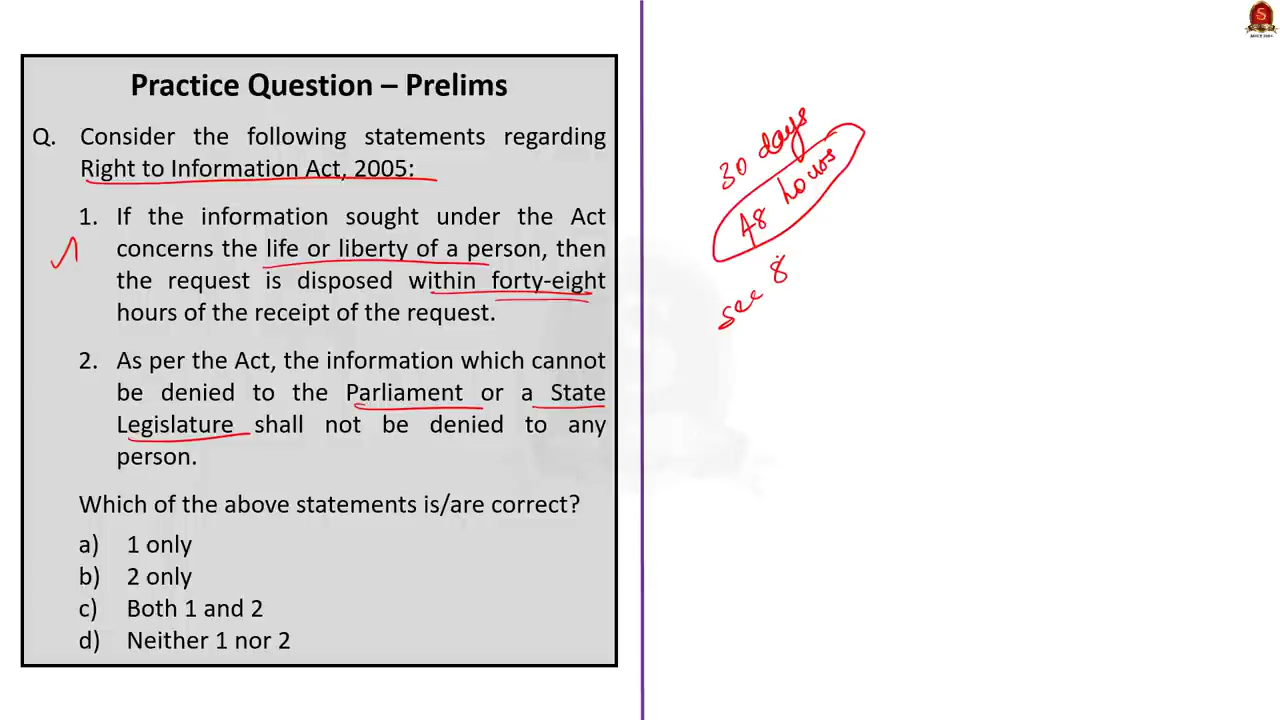 Practice Question – Prelims
Q. Consider the following statements regarding
Right to Information Act, 2005:
1. If the information sought under the Act
concerns the life or liberty of a person, then
the request is disposed within forty-eight
hours of the receipt of the request.
2. As per the Act, the information which cannot
be denied to the Parliament or a State
Legislature shall not be denied to any
person.
Which of the above statements is/are correct?
a) 1 only
b) 2 only
c) Both 1 and 2
d) Neither 1 nor 2
30 days
48 hours
sec 8